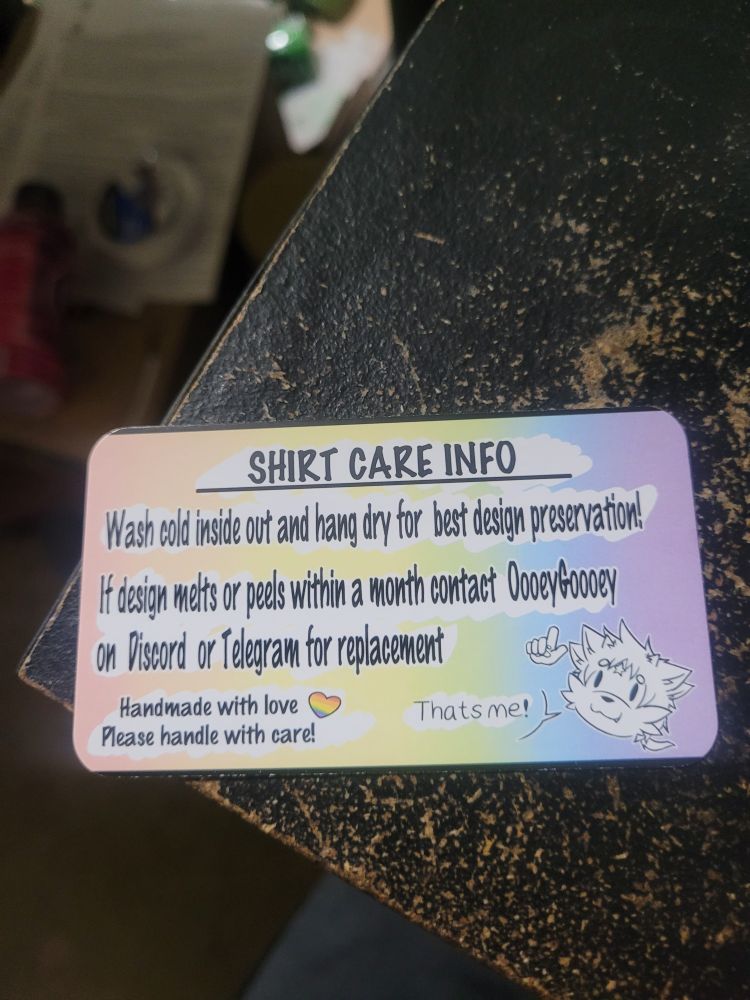 SHIRT CARE INFO
Wash cold inside out and hang dry for best design preservation!
If design melts or peels within a month contact OooeyGoooey
on Discord or Telegram for replacement
Handmade with love
Please handle with care!
Thats me!